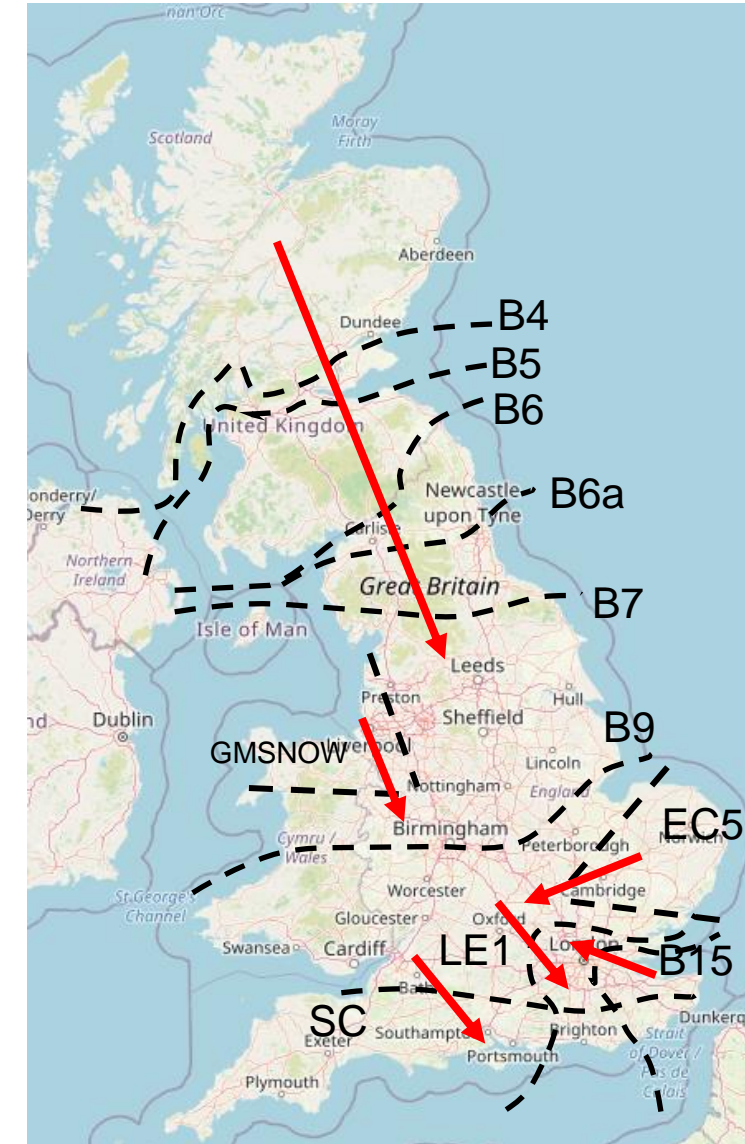 nan Orc
Moray
Firth
Scotland
Aberdeen
Dundee
B4
B5
B6
United Kingdom
B6a
Newcastle
upon Tyne
onderry/
Derry
Carlisle
Northern
Ireland
Great Britain
B7
Isle of Man
Leeds
Preston
Hull
Sheffield
nd
Dublin
B9
GMSNOW
Liverpool
Lincoln
Nottingham
England
EC5
Birmingham
Norwich
Cymru /
Wales
Peterborough
St George's
Channel
Worcester
Cambridge
Gloucester
Oxford
Swansea
Cardiff
LE1
London
B15
Bath
SC
Southampt
Brighton
Dunkerq
Exeter
Portsmouth
Strait
of Dover /
Pas de
Calais
Plymouth